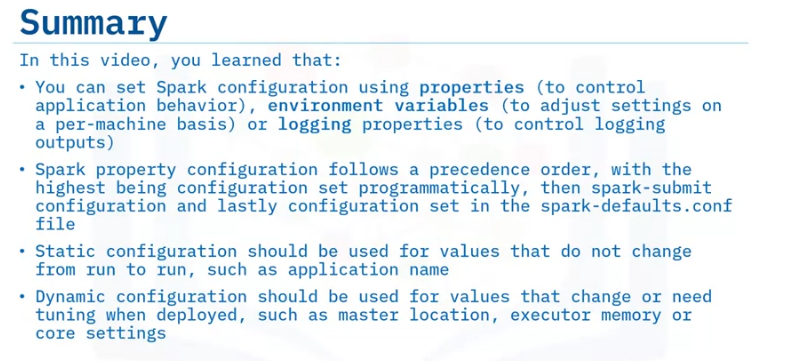 Summary
In this video, you learned that:
• You can set Spark configuration using properties (to control
application behavior), environment variables (to adjust settings on
a per-machine basis) or logging properties (to control logging
outputs)
• Spark property configuration follows a precedence order, with the
highest being configuration set programmatically, then spark-submit
configuration and lastly configuration set in the spark-defaults.conf
file
• Static configuration should be used for values that do not change
from run to run, such as application name
• Dynamic configuration should be used for values that change or need
tuning when deployed, such as master location, executor memory or
core settings